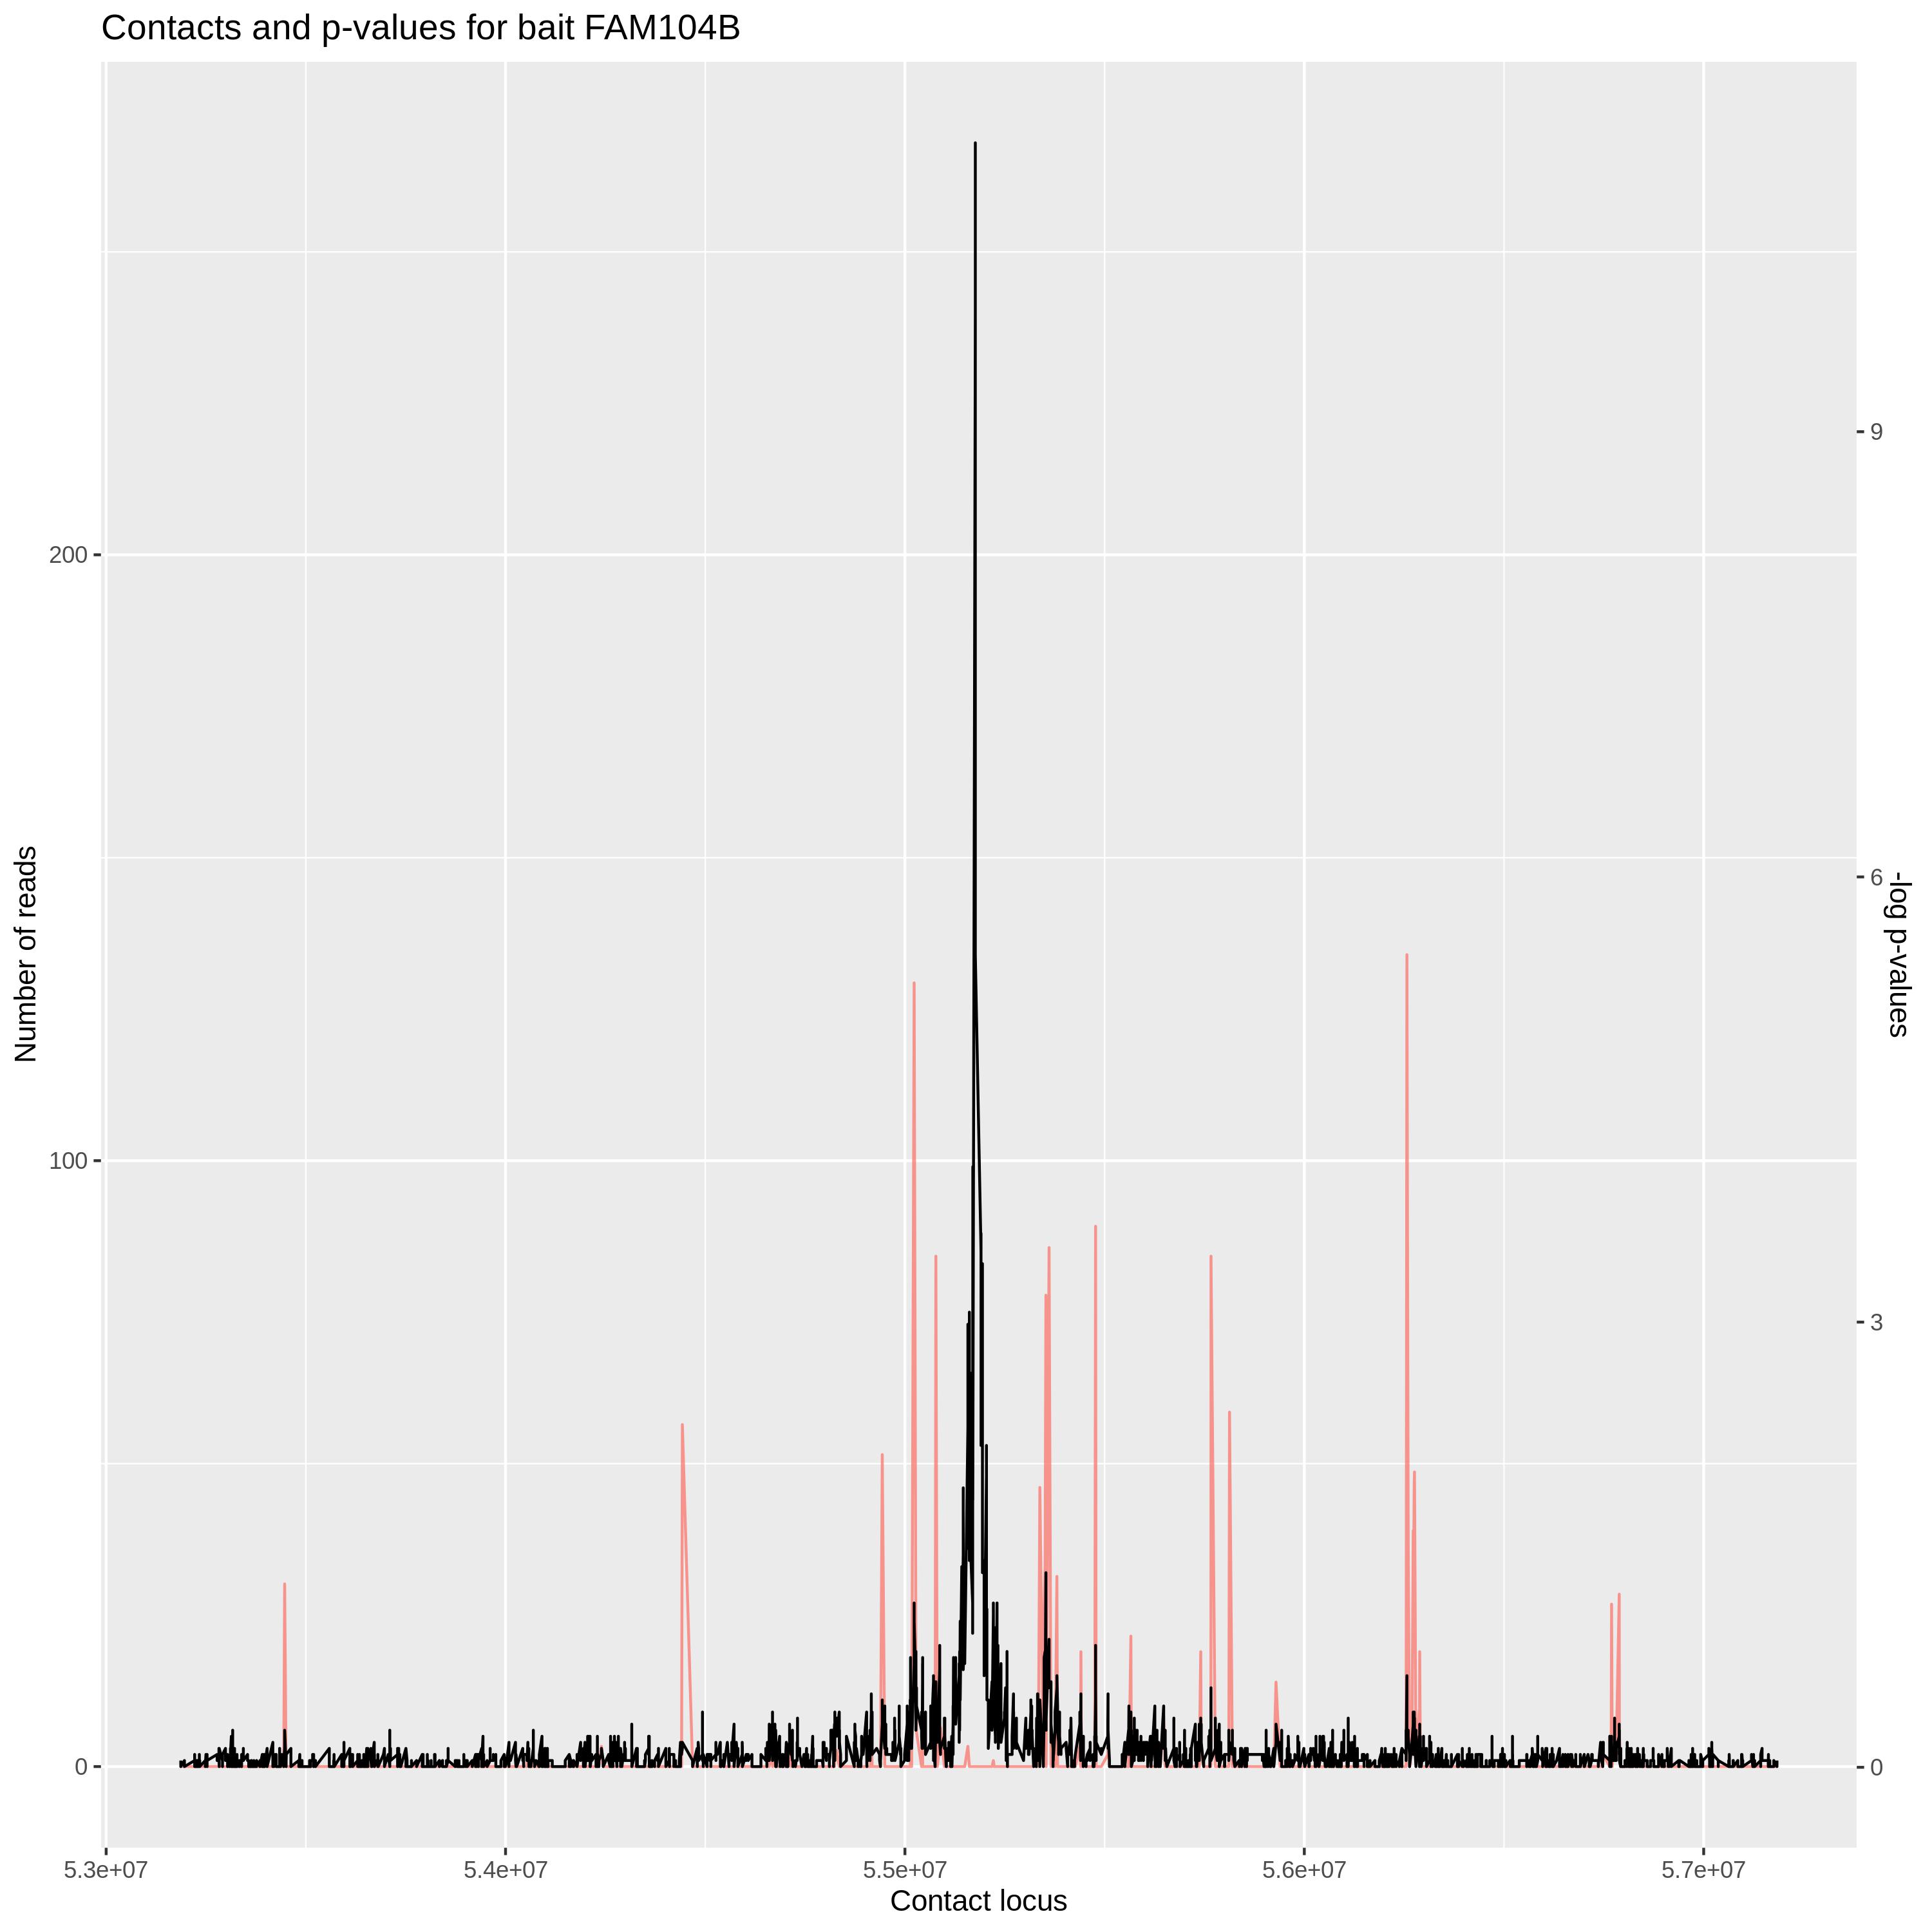 Contacts and p-values for bait FAM104B
Number of reads
200
100
0
9
6
3
0
-log p-values
5.3e+07
5.4e+07
5.5e+07
5.6e+07
5.7e+07
Contact locus